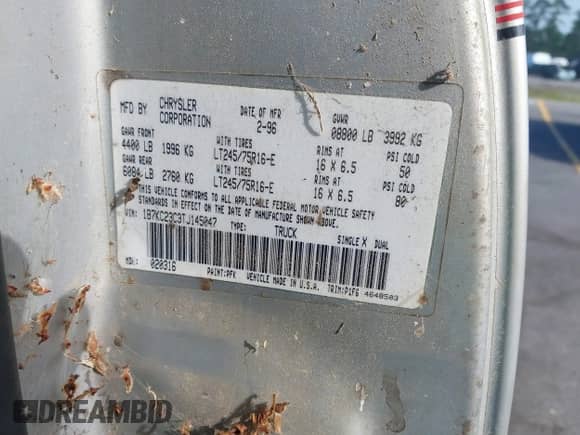 MFD BY CHRYSLER CORPORATION DATE OF MFR 2-96 GVWR 08800 LB 3992 KG
GAWR FRONT WITH TIRES RIMS AT PSI COLD
4400 LB 1996 KG LT245/75R16-E 16 X 6.5 50
GAWR REAR WITH TIRES RIMS AT PSI COLD
6084 LB 2760 KG LT245/75R16-E 16 X 6.5 80
THIS VEHICLE CONFORMS TO ALL APPLICABLE FEDERAL MOTOR VEHICLE SAFETY
STANDARDS IN EFFECT ON THE DATE OF MANUFACTURE SHOWN ABOVE.
VIN: 1B7KC23C9TJ145047 TYPE: TRUCK SINGLE X DUAL
MDH: 020316 PAINT:PFK VEHICLE MADE IN U.S.A. TRIM:P1F6 4648503
DREAMBID